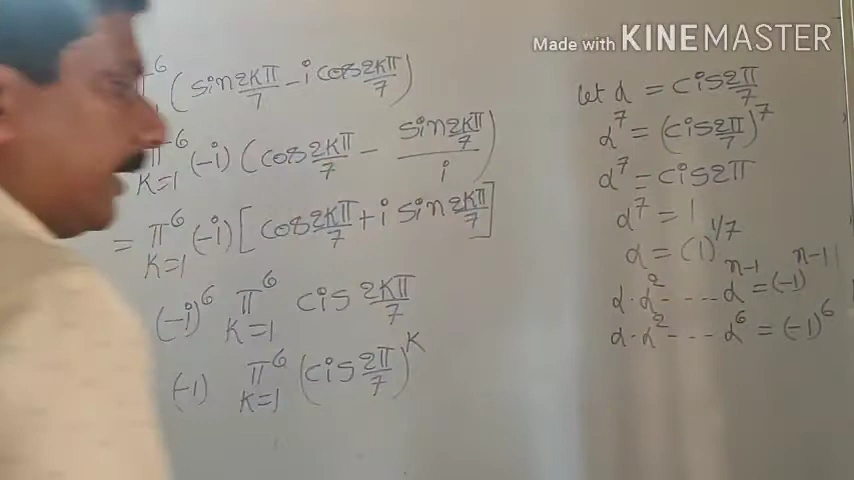 Made with KINEMASTER
π⁶ (sin 2kπ/7 - i cos 2kπ/7)
π⁶ K=1 (-i) (cos 2kπ/7 - sin 2kπ/7 / i)
= π⁶ K=1 (-i) [cos 2kπ/7 + i sin 2kπ/7]
(-i)⁶ π⁶ K=1 cis 2kπ/7
(-1) π⁶ K=1 (cis 2π/7)^K
let α = cis 2π/7
α⁷ = (cis 2π/7)⁷
α⁷ = cis 2π
α⁷ = 1
α = (1)^1/7
α·α² ---- α^n-1 = (-1)^n-1
α·α² --- α⁶ = (-1)⁶